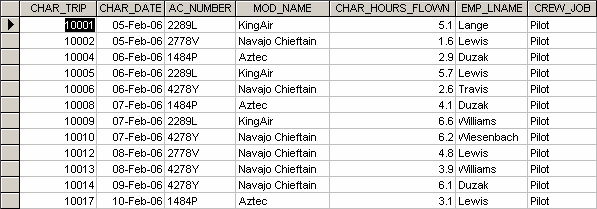 CHAR_TRIP CHAR_DATE AC_NUMBER MOD_NAME CHAR_HOURS_FLOWN EMP_LNAME CREW_JOB
10001 05-Feb-06 2289L KingAir 5.1 Lange Pilot
10002 05-Feb-06 2778V Navajo Chieftain 1.6 Lewis Pilot
10004 06-Feb-06 1484P Aztec 2.9 Duzak Pilot
10005 06-Feb-06 2289L KingAir 5.7 Lewis Pilot
10006 06-Feb-06 4278Y Navajo Chieftain 2.6 Travis Pilot
10008 07-Feb-06 1484P Aztec 4.1 Duzak Pilot
10009 07-Feb-06 2289L KingAir 6.6 Williams Pilot
10010 07-Feb-06 4278Y Navajo Chieftain 6.2 Wiesenbach Pilot
10012 08-Feb-06 2778V Navajo Chieftain 4.8 Lewis Pilot
10013 08-Feb-06 4278Y Navajo Chieftain 3.9 Williams Pilot
10014 09-Feb-06 4278Y Navajo Chieftain 6.1 Duzak Pilot
10017 10-Feb-06 1484P Aztec 3.1 Lewis Pilot